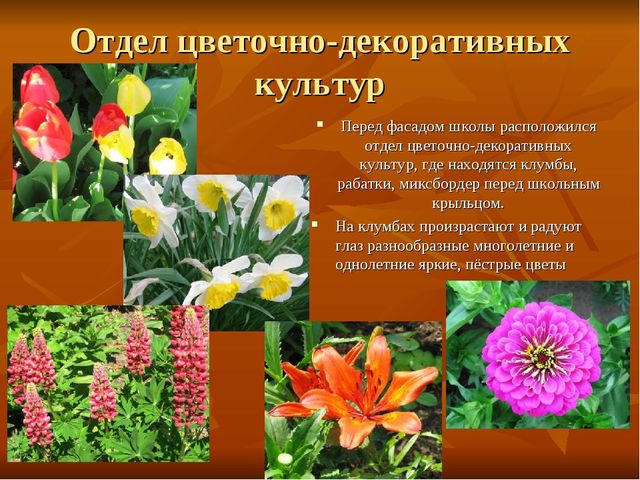 Отдел цветочно-декоративных
культур
Перед фасадом школы расположился
отдел цветочно-декоративных
культур, где находятся клумбы,
рабатки, миксбордер перед школьным
крыльцом.
На клумбах произрастают и радуют
глаз разнообразные многолетние и
однолетние яркие, пёстрые цветы